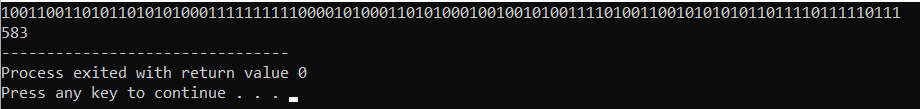 1001100110101101010100011111111110000101000110101000100100101001111010011001010101011011110111110111
583
--------------------------------
Process exited with return value 0
Press any key to continue . . .